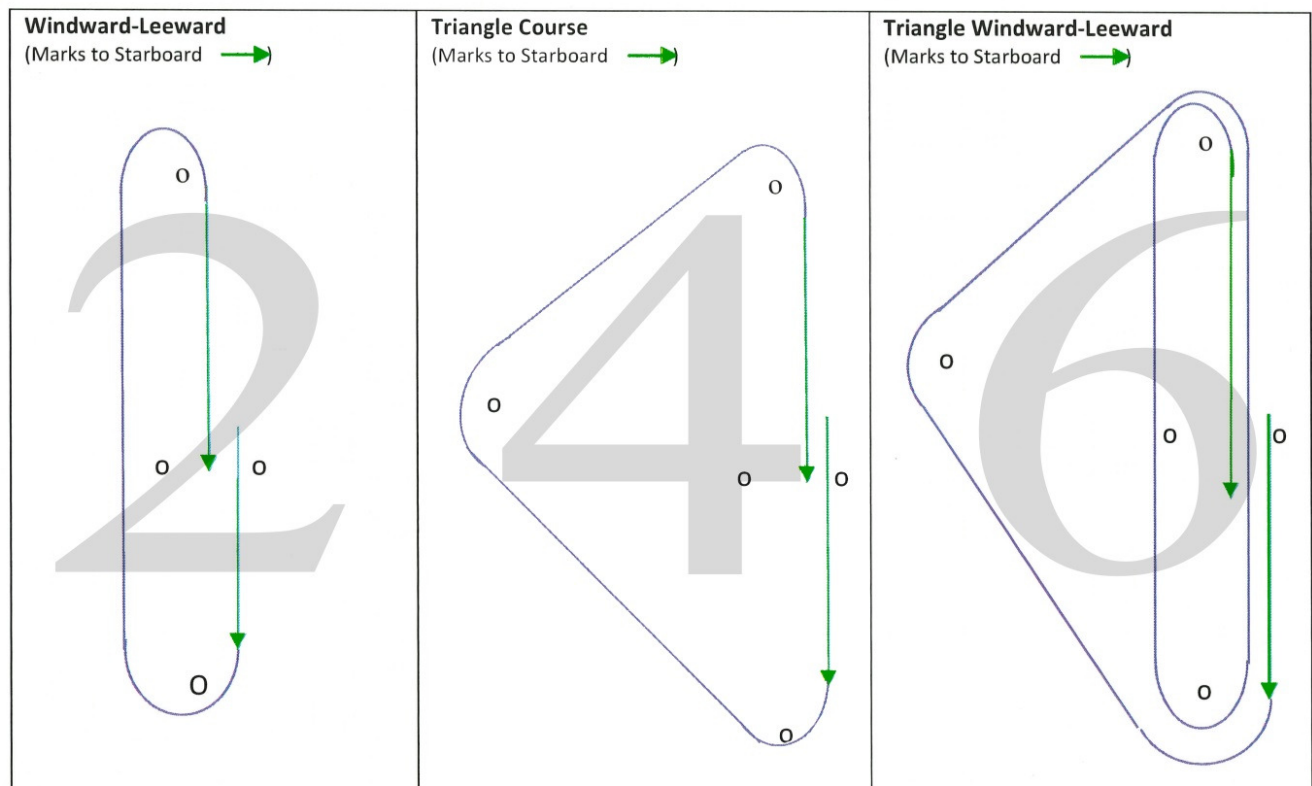 Windward-Leeward
(Marks to Starboard )
2
Triangle Course
(Marks to Starboard )
4
Triangle Windward-Leeward
(Marks to Starboard )
6